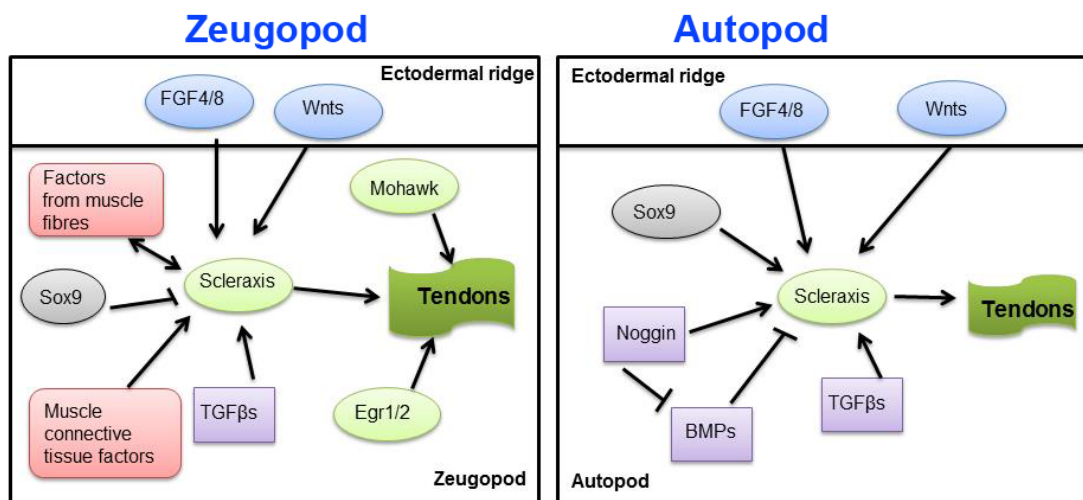 Zeugopod
Ectodermal ridge
FGF4/8
Wnts
Factors
from muscle
fibres
Mohawk
Sox9
Scleraxis
Tendons
Muscle
connective
tissue factors
TGFβs
Egr1/2
Zeugopod
Autopod
Ectodermal ridge
FGF4/8
Wnts
Sox9
Scleraxis
Tendons
Noggin
BMPs
TGFβs
Autopod